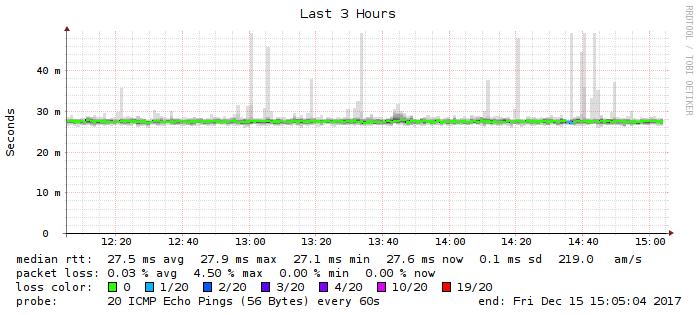 Last 3 Hours
RRDTOOL / TOBI OETIKER
Seconds
40 m
30 m
20 m
10 m
0
12:20 12:40 13:00 13:20 13:40 14:00 14:20 14:40 15:00
median rtt: 27.5 ms avg 27.9 ms max 27.1 ms min 27.6 ms now 0.1 ms sd 219.0 am/s
packet loss: 0.03 % avg 4.50 % max 0.00 % min 0.00 % now
loss color: 0 1/20 2/20 3/20 4/20 10/20 19/20
probe: 20 ICMP Echo Pings (56 Bytes) every 60s end: Fri Dec 15 15:05:04 2017